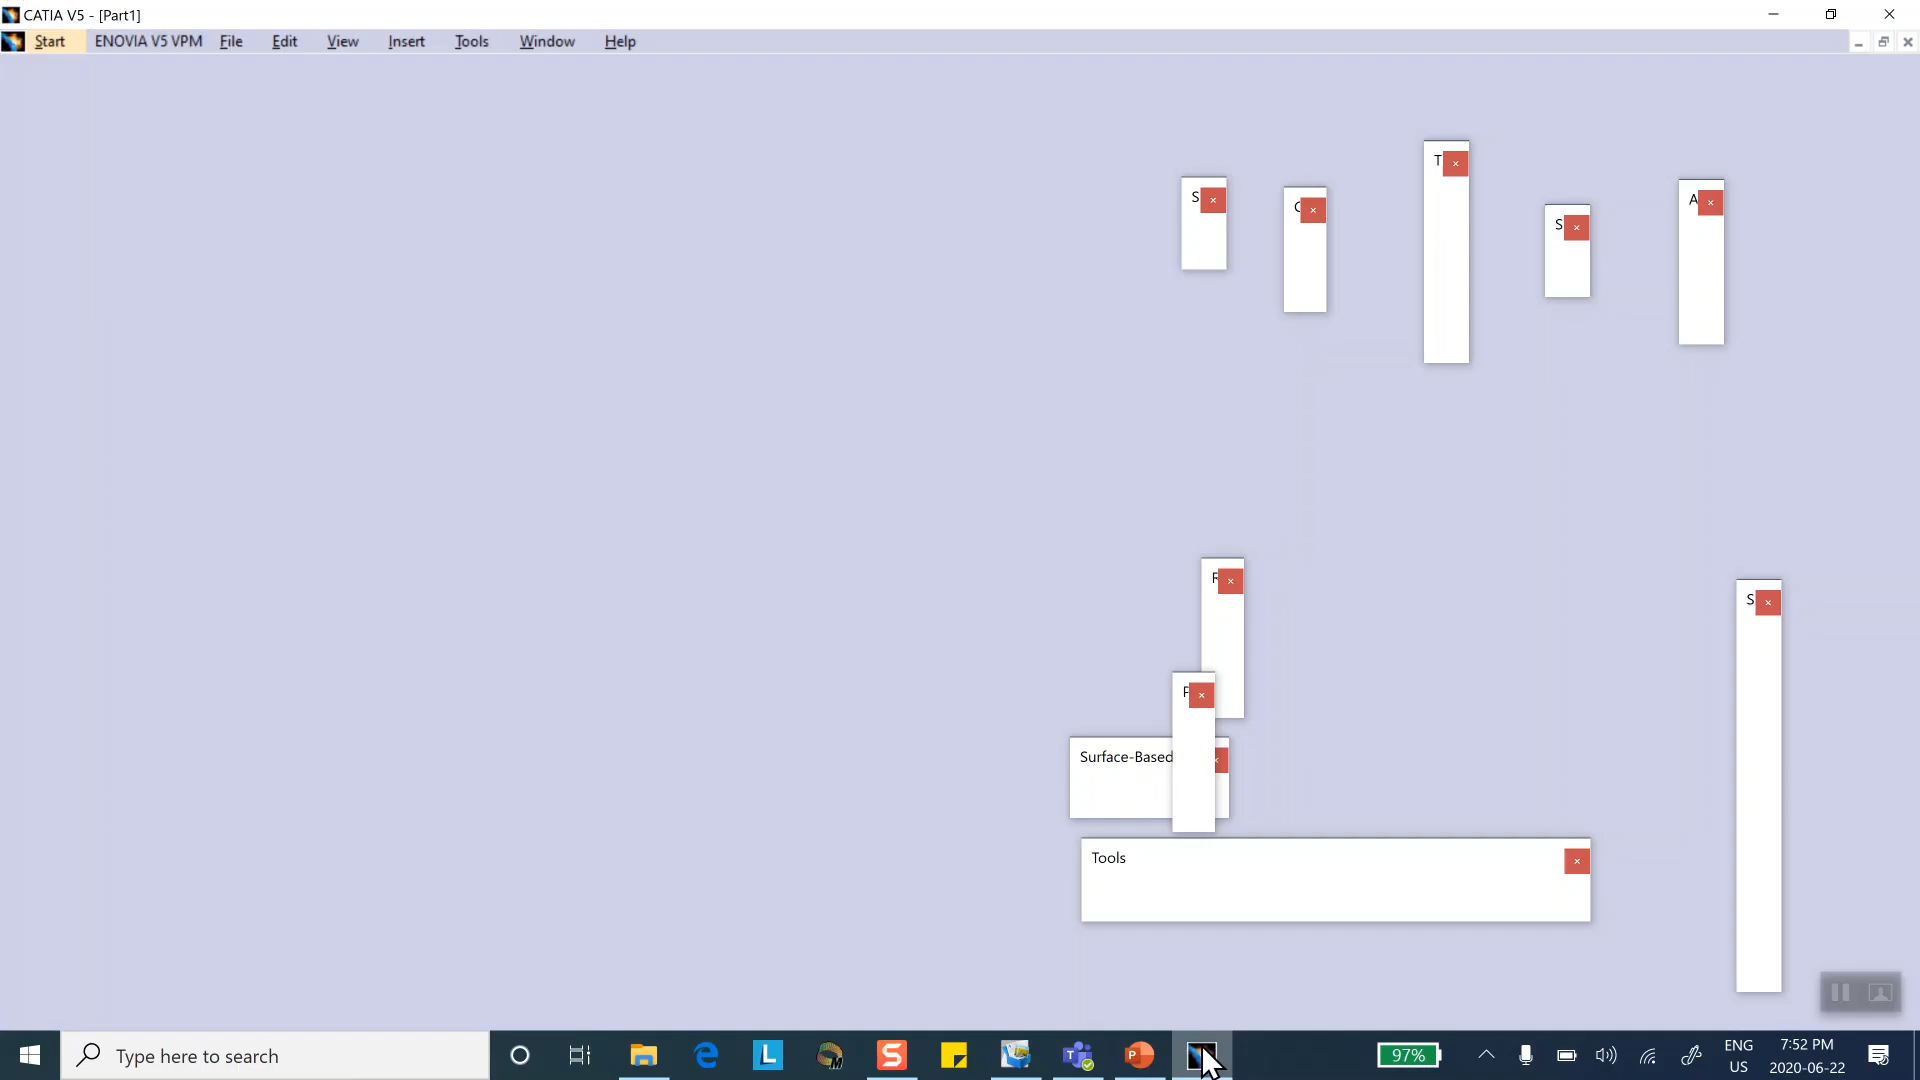 CATIA V5 - [Part1]
Start ENOVIA V5 VPM File Edit View Insert Tools Window Help
T
S
C
S
A
R
S
P
Surface-Based
Tools
Type here to search
97%
ENG
US
7:52 PM
2020-06-22